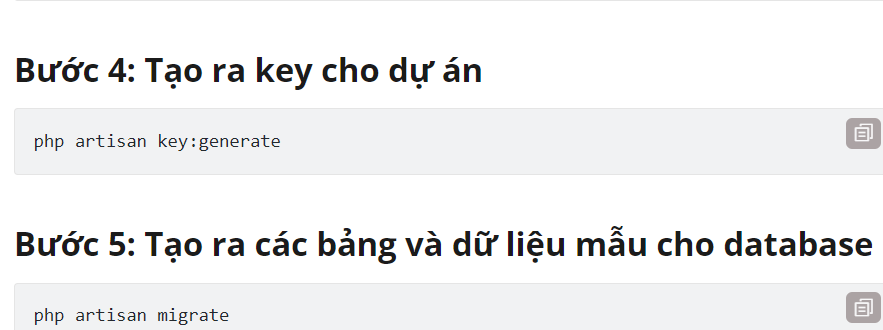 Bước 4: Tạo ra key cho dự án
php artisan key:generate
Bước 5: Tạo ra các bảng và dữ liệu mẫu cho database
php artisan migrate